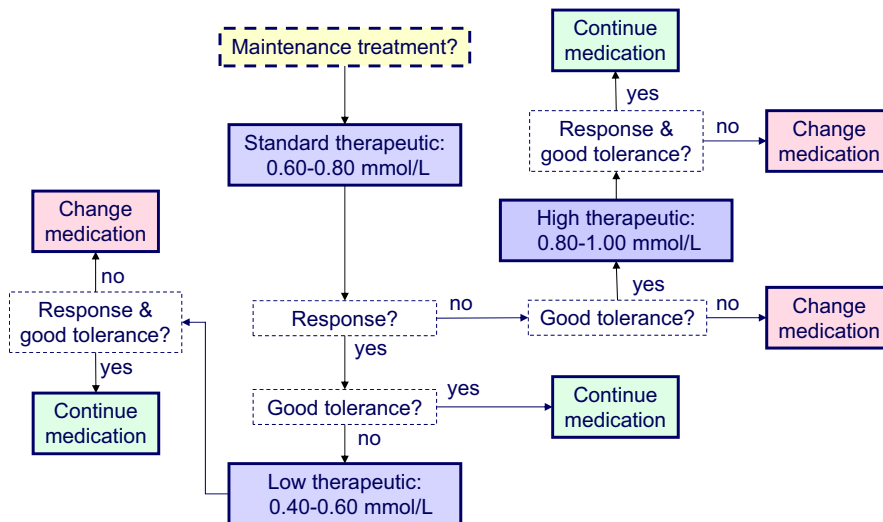 Maintenance treatment?
Standard therapeutic:
0.60-0.80 mmol/L
Response?
yes
Good tolerance?
no
Low therapeutic:
0.40-0.60 mmol/L
yes
Continue
medication
no
Good tolerance?
no
Change
medication
yes
High therapeutic:
0.80-1.00 mmol/L
Response &
good tolerance?
no
Change
medication
yes
Continue
medication
Response &
good tolerance?
no
Change
medication
yes
Continue
medication